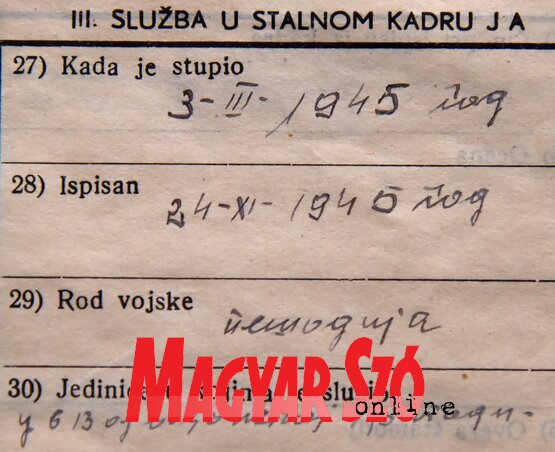 III. SLUŽBA U STALNOM KADRU J A
27) Kada je stupio
3-III-1945 год
28) Ispisan
24-XI-1945 год
29) Rod vojske
пешадија
MAGYAR SZÓ
online
30)
у 613